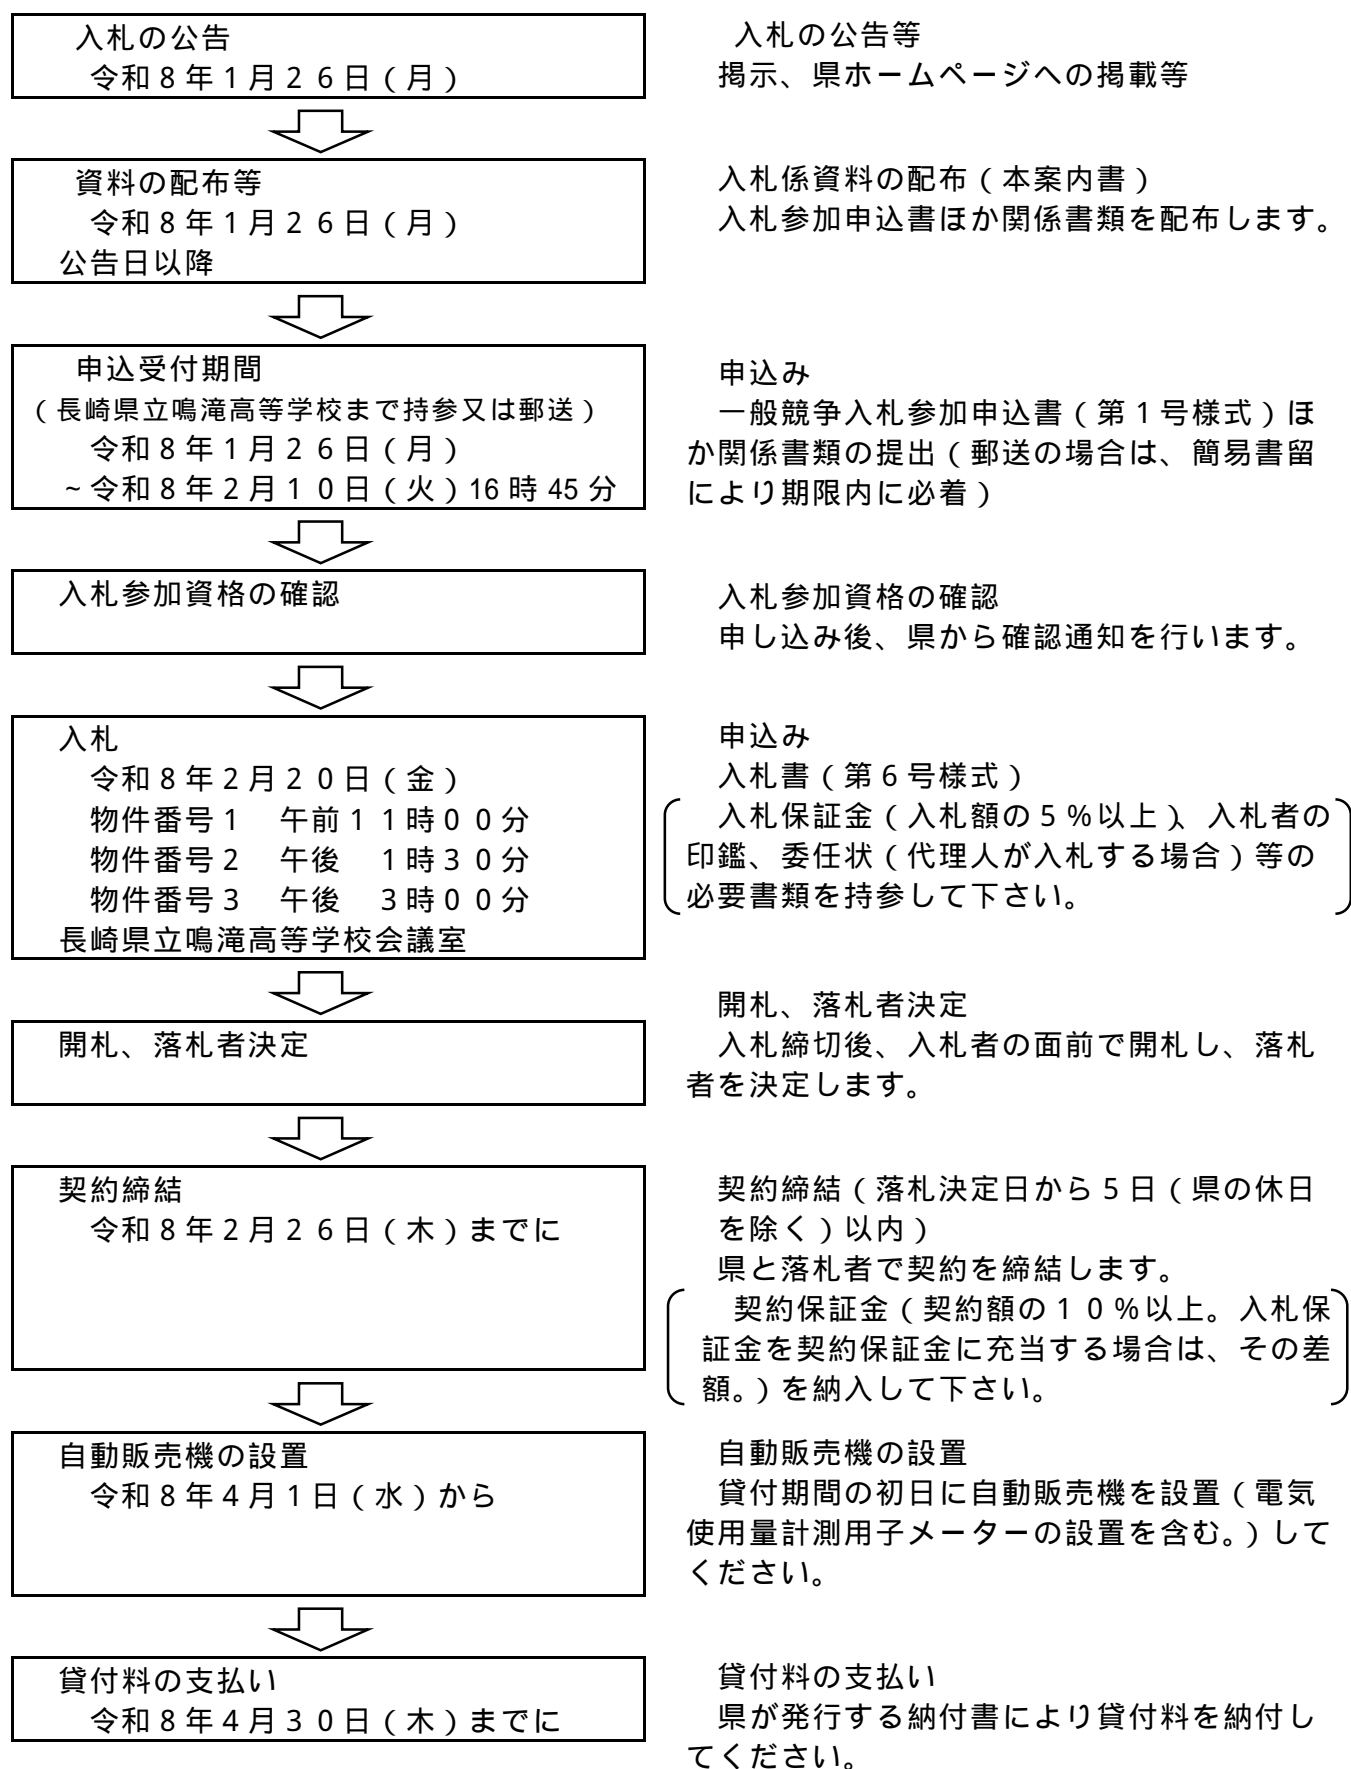 入札の公告
令和８年１月２６日（月）
入札の公告等
掲示、県ホームページへの掲載等
資料の配布等
令和８年１月２６日（月）
公告日以降
入札係資料の配布（本案内書）
入札参加申込書ほか関係書類を配布します。
申込受付期間
（長崎県立鳴滝高等学校まで持参又は郵送）
令和８年１月２６日（月）
～令和８年２月１０日（火）16時45分
申込み
一般競争入札参加申込書（第１号様式）ほ
か関係書類の提出（郵送の場合は、簡易書留
により期限内に必着）
入札参加資格の確認
入札参加資格の確認
申し込み後、県から確認通知を行います。
入札
令和８年２月２０日（金）
物件番号１　午前１１時００分
物件番号２　午後　１時３０分
物件番号３　午後　３時００分
長崎県立鳴滝高等学校会議室
申込み
入札書（第６号様式）
入札保証金（入札額の５％以上）、入札者の
印鑑、委任状（代理人が入札する場合）等の
必要書類を持参して下さい。
開札、落札者決定
開札、落札者決定
入札締切後、入札者の面前で開札し、落札
者を決定します。
契約締結
令和８年２月２６日（木）までに
契約締結（落札決定日から５日（県の休日
を除く）以内）
県と落札者で契約を締結します。
契約保証金（契約額の１０％以上。入札保
証金を契約保証金に充当する場合は、その差
額。）を納入して下さい。
自動販売機の設置
令和８年４月１日（水）から
自動販売機の設置
貸付期間の初日に自動販売機を設置（電気
使用量計測用子メーターの設置を含む。）して
ください。
貸付料の支払い
令和８年４月３０日（木）までに
貸付料の支払い
県が発行する納付書により貸付料を納付し
てください。